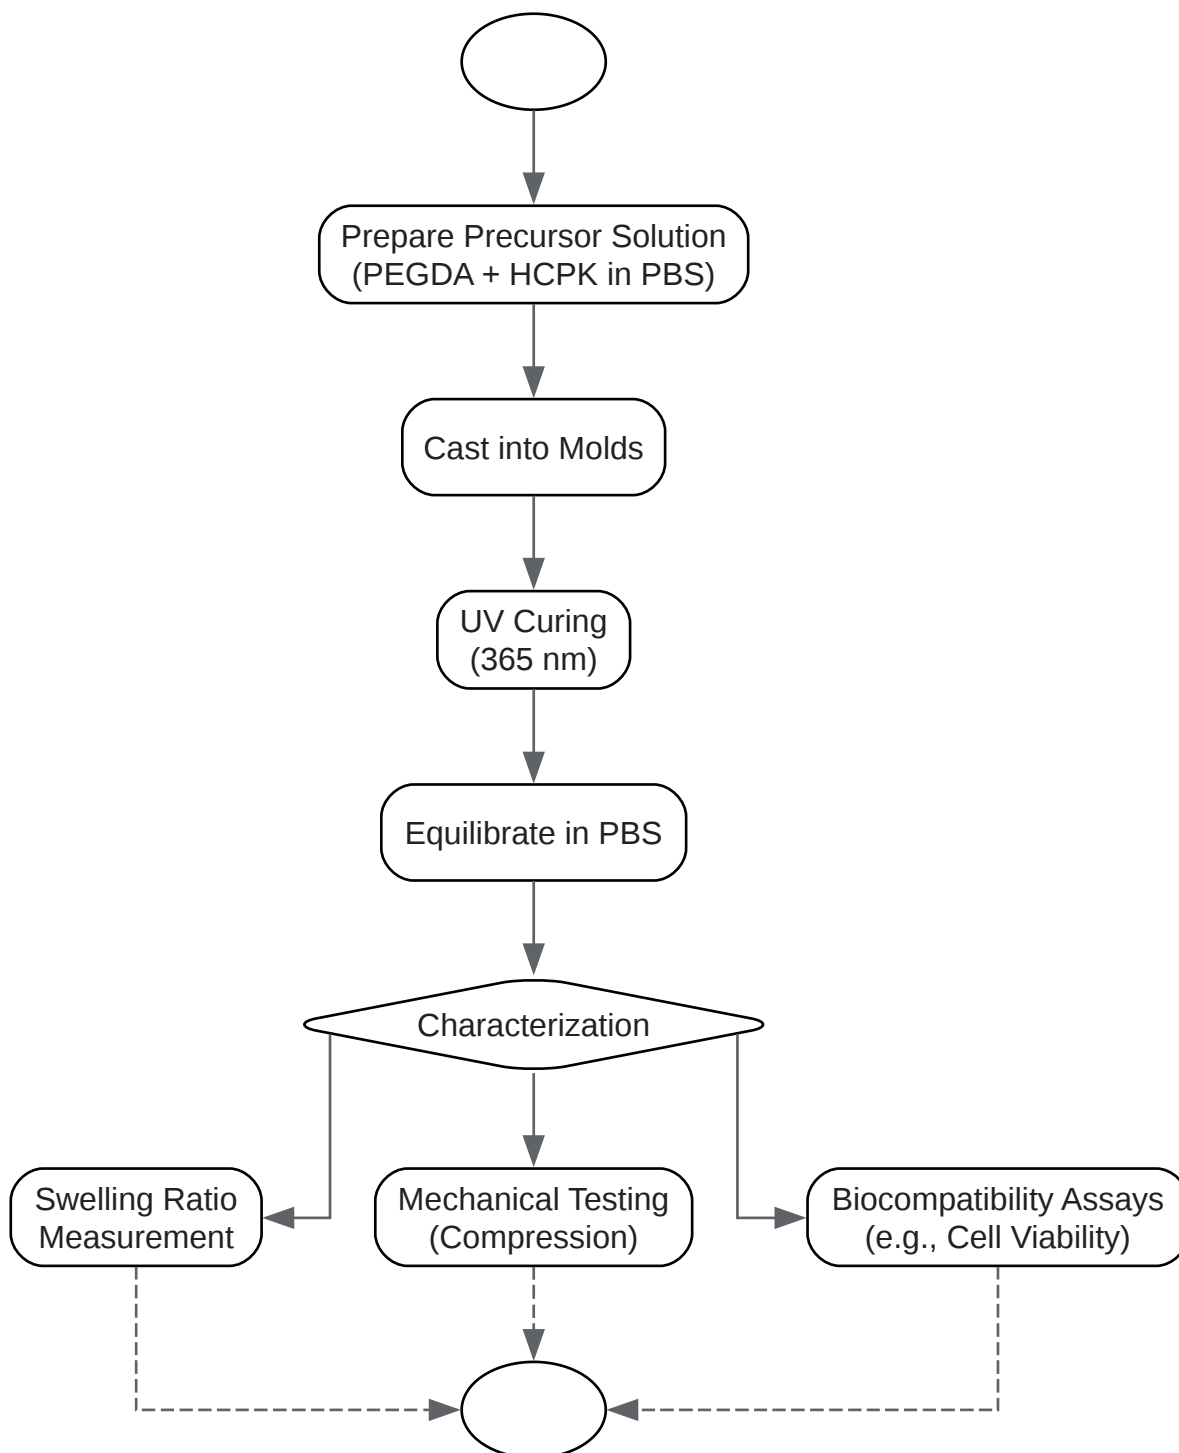 Prepare Precursor Solution
(PEGDA + HCPK in PBS)
Cast into Molds
UV Curing
(365 nm)
Equilibrate in PBS
Characterization
Swelling Ratio
Measurement
Mechanical Testing
(Compression)
Biocompatibility Assays
(e.g., Cell Viability)